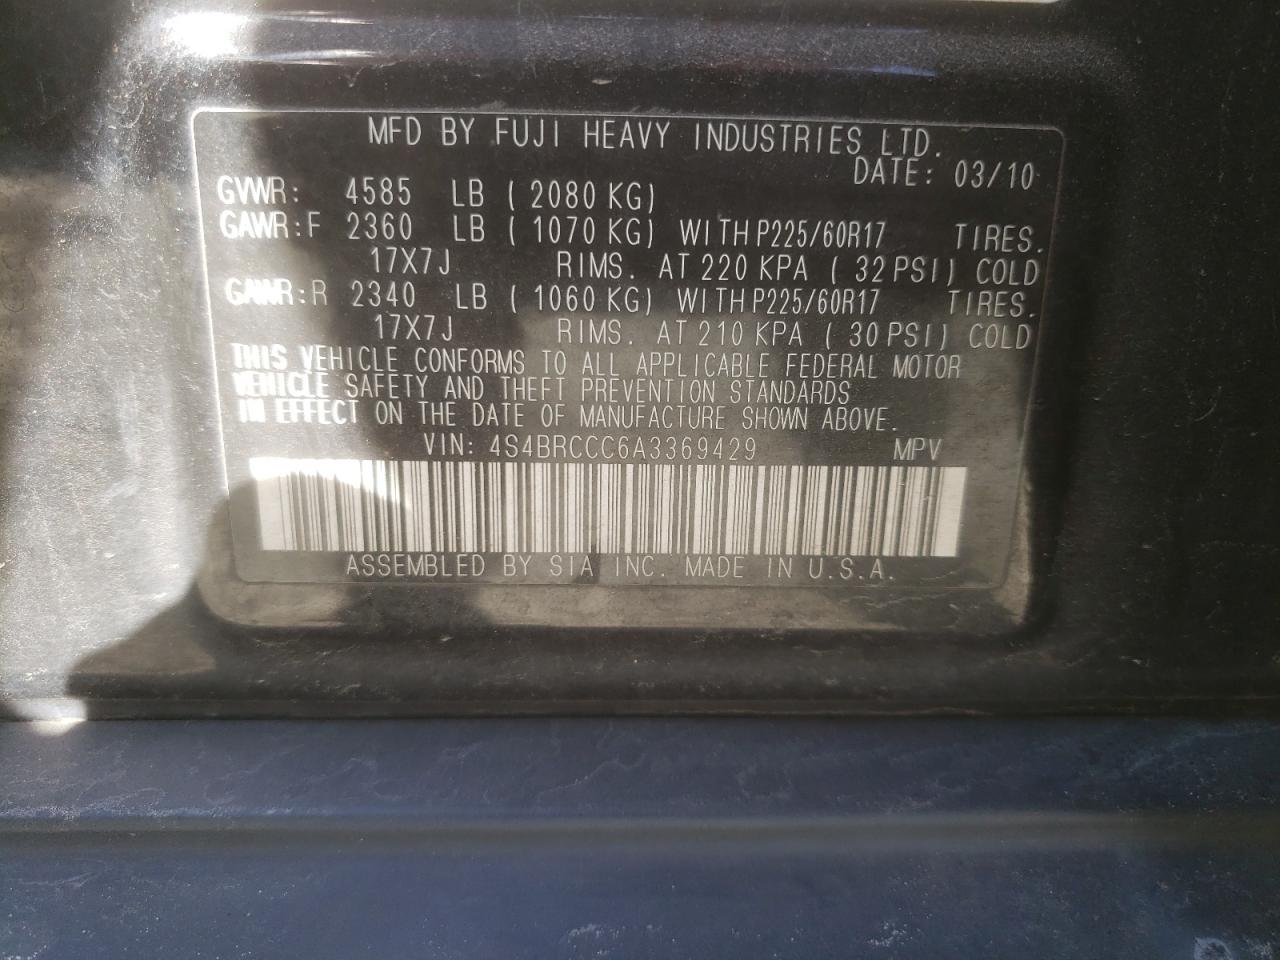 MFD BY FUJI HEAVY INDUSTRIES LTD.
DATE: 03/10
GVWR: 4585 LB ( 2080 KG)
GAWR:F 2360 LB ( 1070 KG) WITH P225/60R17 TIRES.
17X7J RIMS. AT 220 KPA ( 32 PSI) COLD
GAWR:R 2340 LB ( 1060 KG) WITH P225/60R17 TIRES.
17X7J RIMS. AT 210 KPA ( 30 PSI) COLD
THIS VEHICLE CONFORMS TO ALL APPLICABLE FEDERAL MOTOR
VEHICLE SAFETY AND THEFT PREVENTION STANDARDS
IN EFFECT ON THE DATE OF MANUFACTURE SHOWN ABOVE.
VIN: 4S4BRCCC6A3369429 MPV
ASSEMBLED BY SIA INC. MADE IN U.S.A.